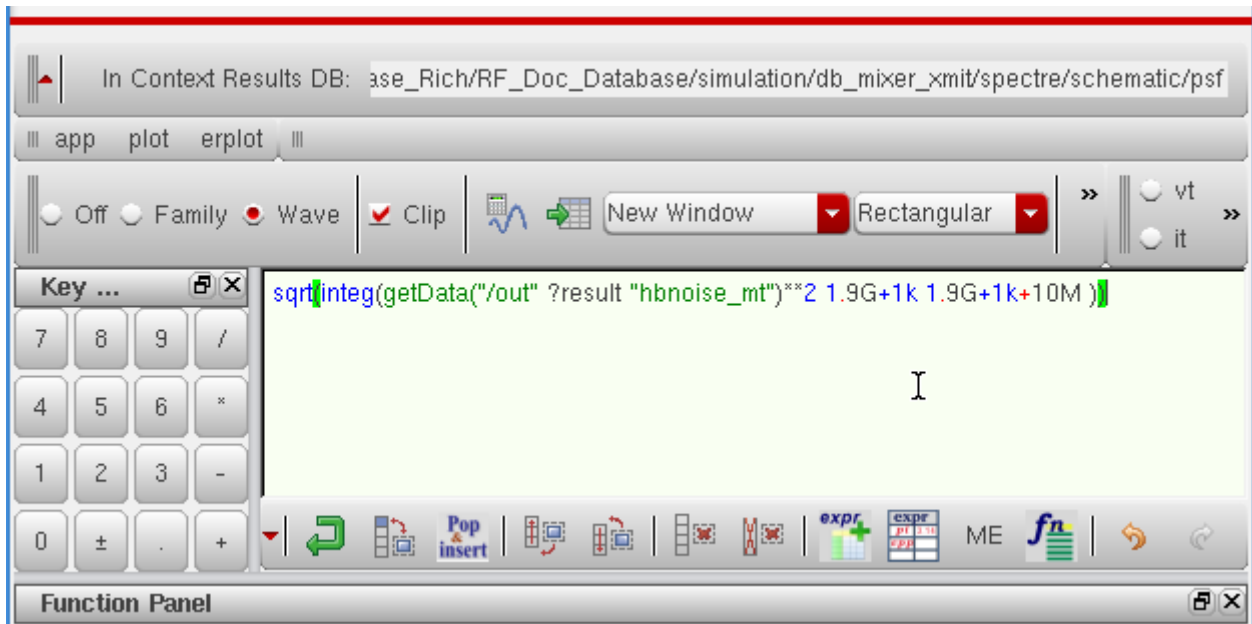 In Context Results DB: ase_Rich/RF_Doc_Database/simulation/db_mixer_xmit/spectre/schematic/psf
app plot erplot
Off Family Wave Clip New Window Rectangular » vt »
it
Key ...
sqrt(integ(getData("/out" ?result "hbnoise_mt")**2 1.9G+1k 1.9G+1k+10M ))
7 8 9 /
4 5 6 *
1 2 3 -
0 ± . +
Pop & insert expr expr ME fn
Function Panel